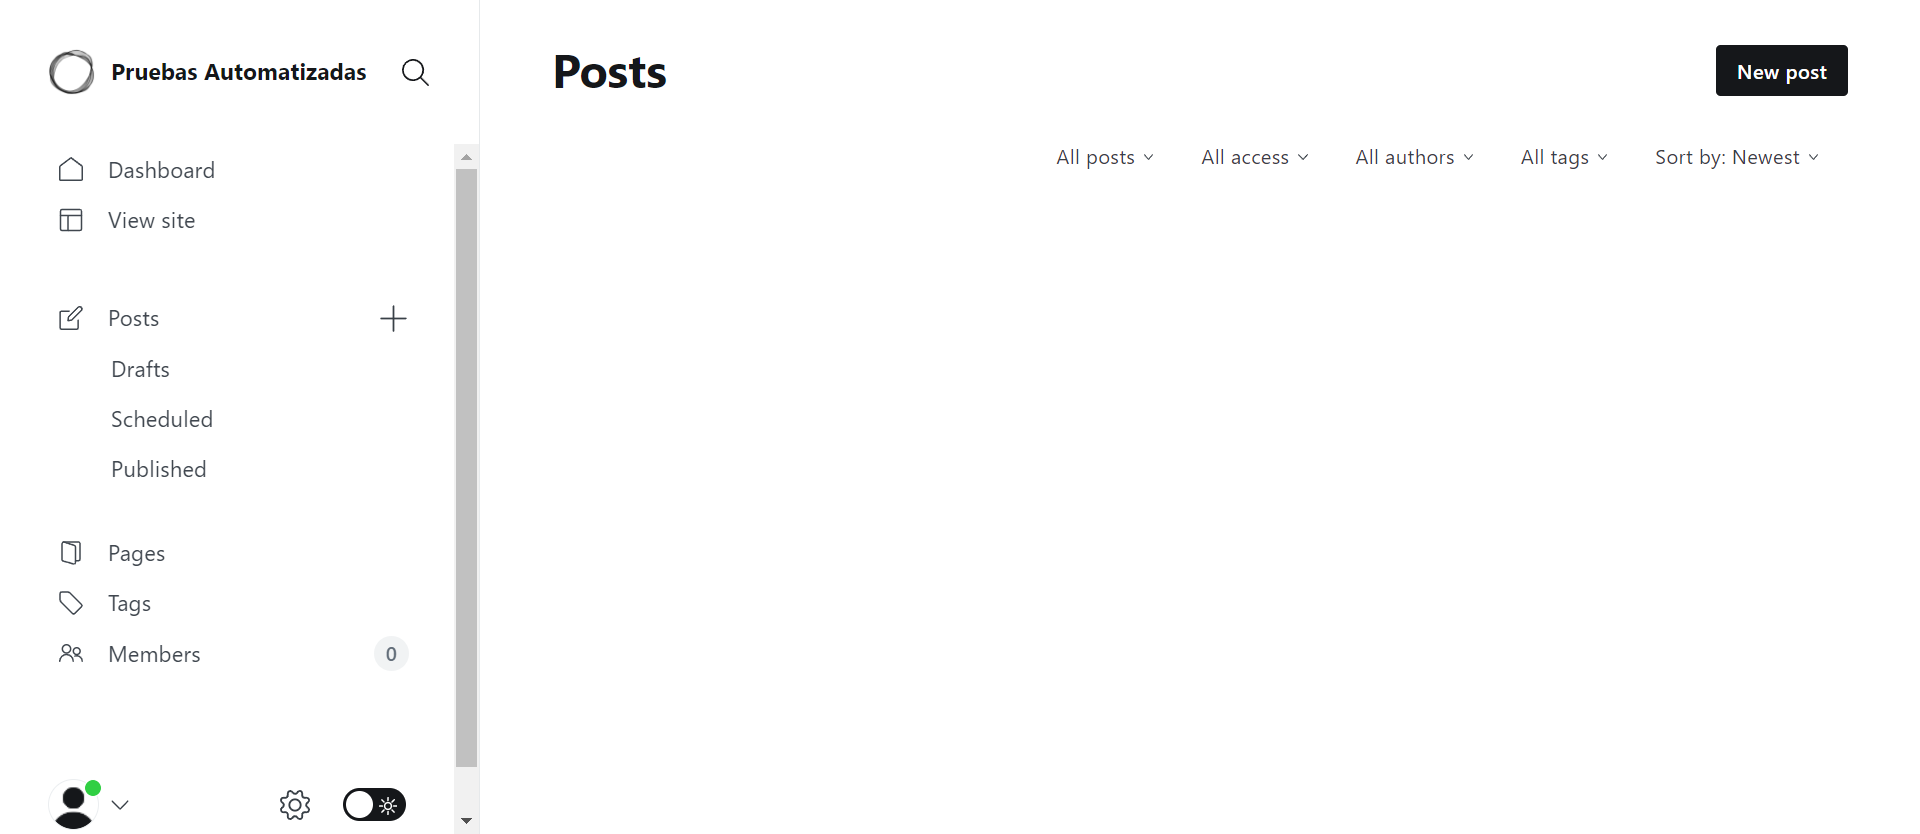 Pruebas Automatizadas
Dashboard
View site
Posts
Drafts
Scheduled
Published
Pages
Tags
Members 0
Posts
New post
All posts All access All authors All tags Sort by: Newest